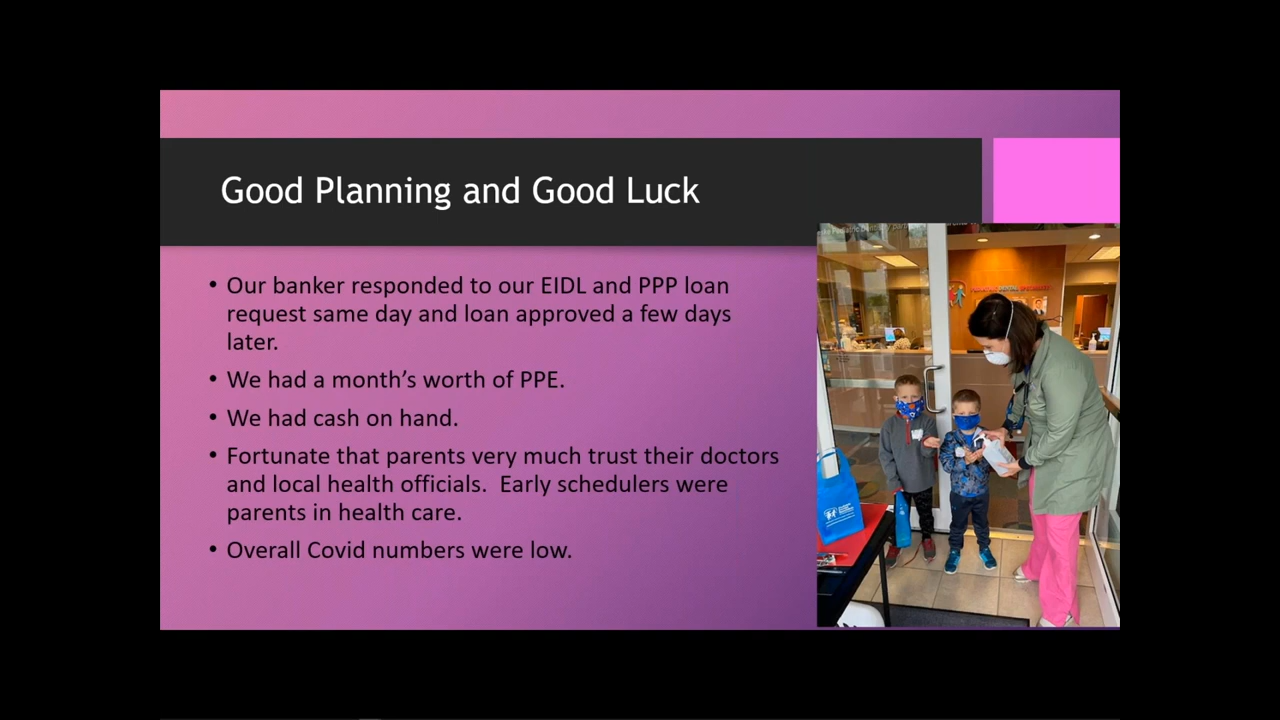 Good Planning and Good Luck
• Our banker responded to our EIDL and PPP loan
request same day and loan approved a few days
later.
• We had a month’s worth of PPE.
• We had cash on hand.
• Fortunate that parents very much trust their doctors
and local health officials.  Early schedulers were
parents in health care.
• Overall Covid numbers were low.